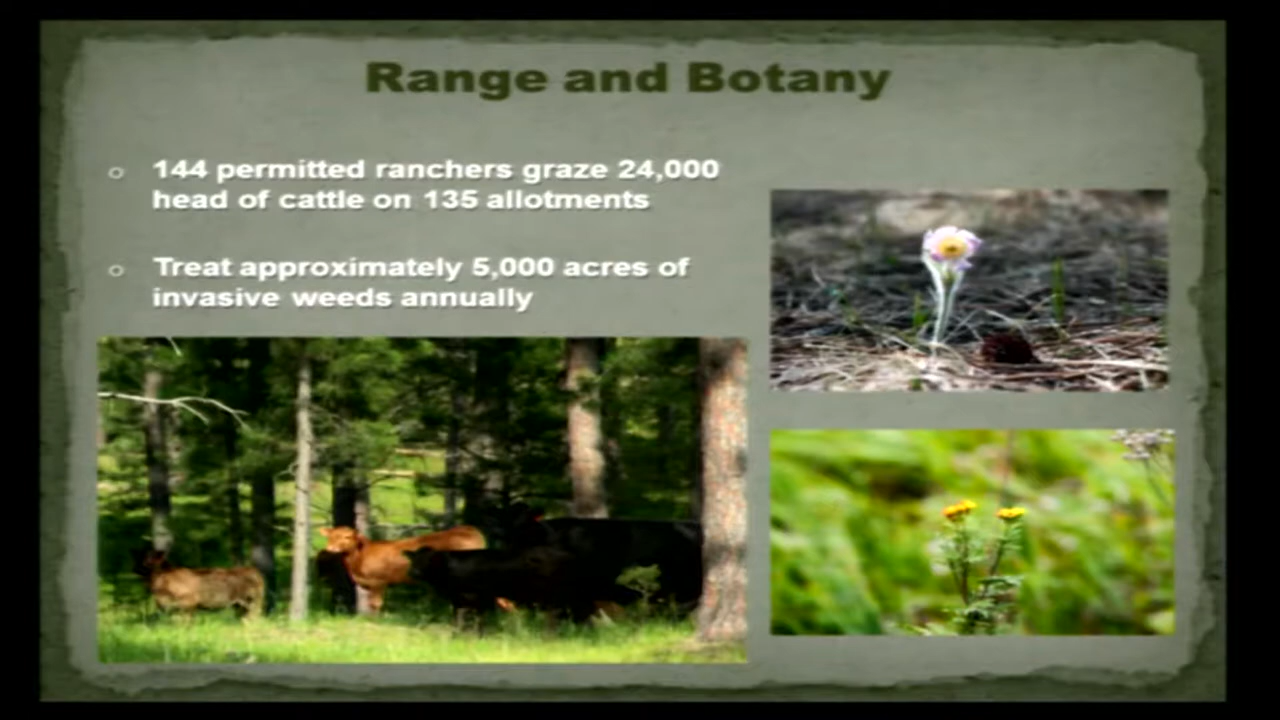 Range and Botany
144 permitted ranchers graze 24,000
head of cattle on 135 allotments
Treat approximately 5,000 acres of
invasive weeds annually